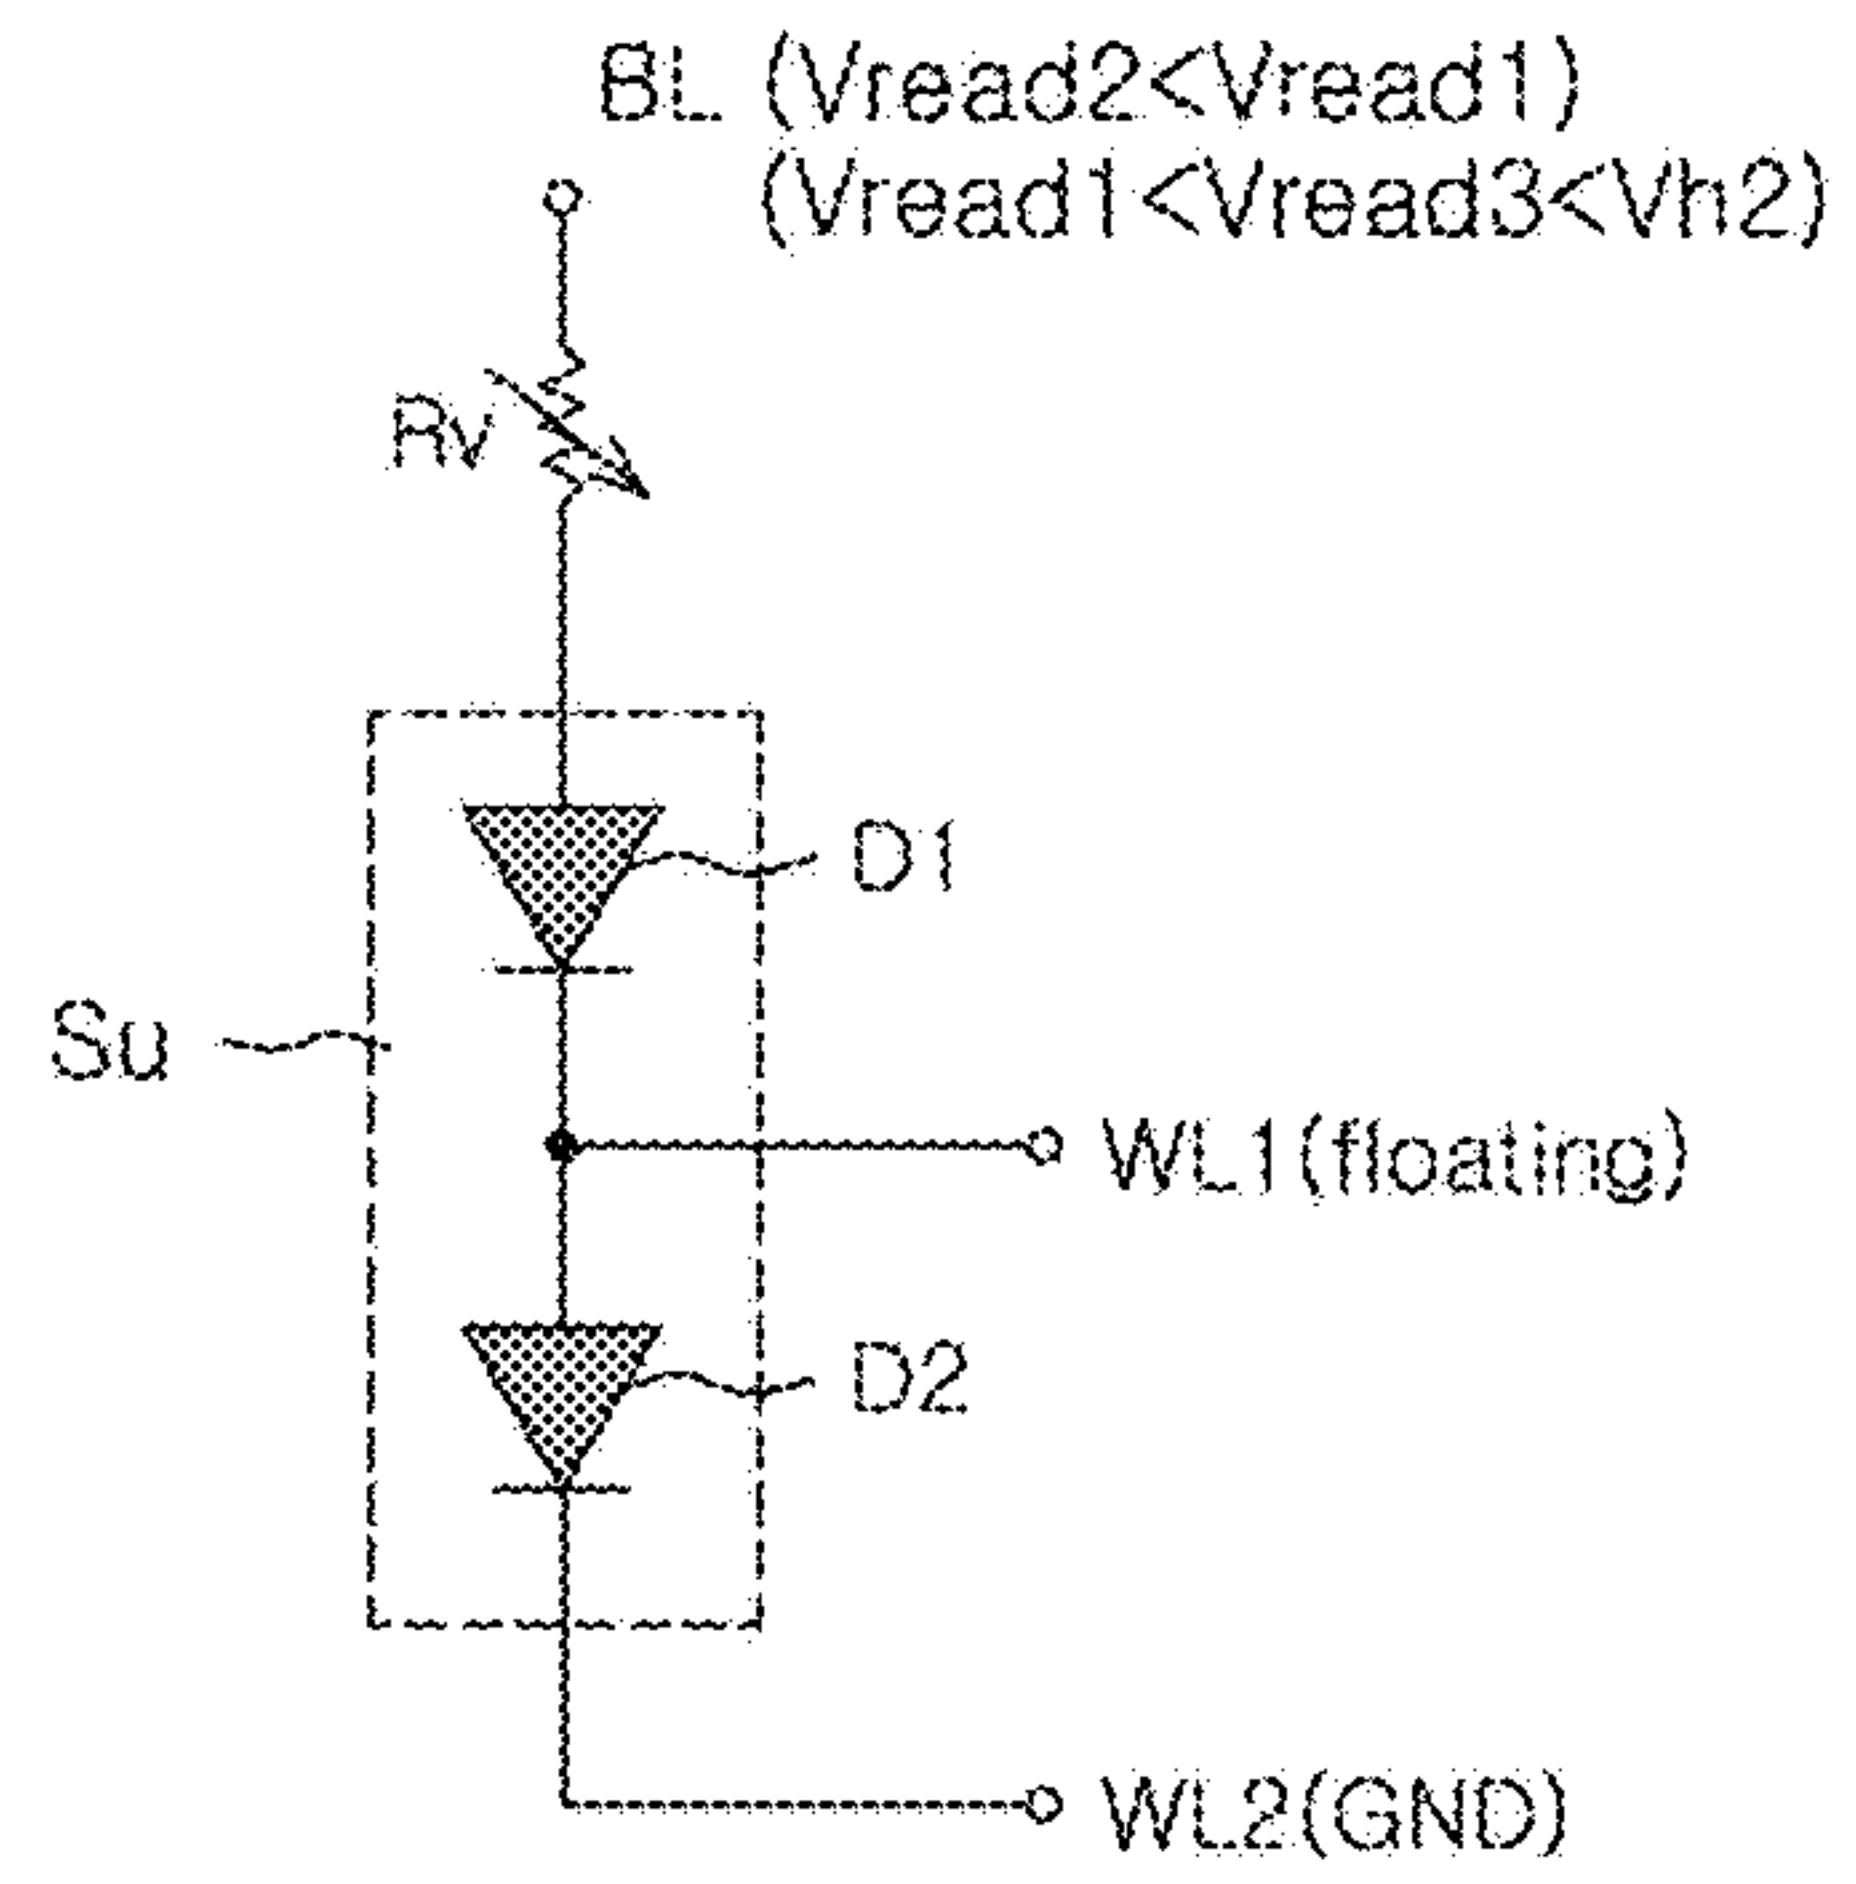 BL (Vread2<Vread1)
(Vread1<Vread3<Vh2)
Rv
D1
Su
WL1(floating)
D2
WL2(GND)